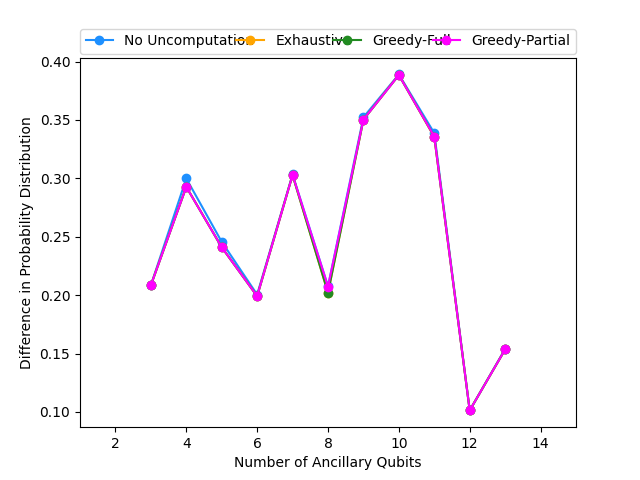 No Uncomputation Exhaustive Greedy-Full Greedy-Partial
0.40
0.35
0.30
0.25
0.20
0.15
0.10
Difference in Probability Distribution
2 4 6 8 10 12 14
Number of Ancillary Qubits